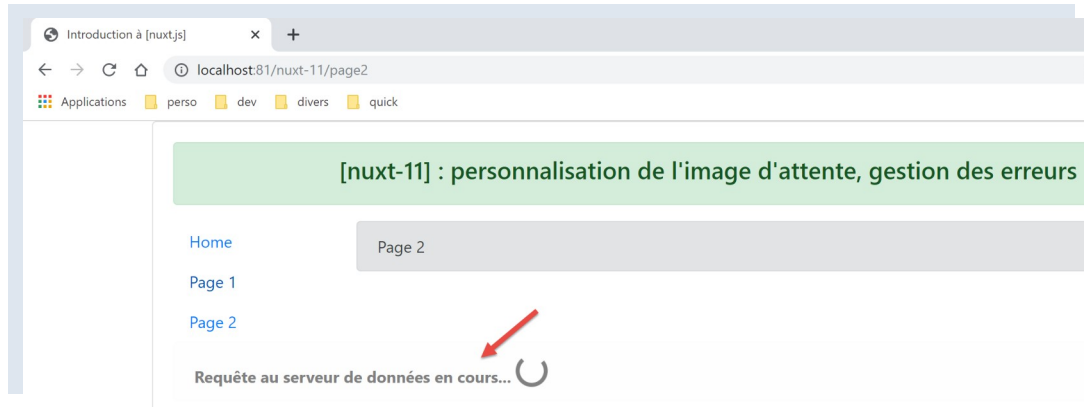 Introduction à [nuxt.js]
localhost:81/nuxt-11/page2
Applications perso dev divers quick
[nuxt-11] : personnalisation de l'image d'attente, gestion des erreurs
Home
Page 2
Page 1
Page 2
Requête au serveur de données en cours...